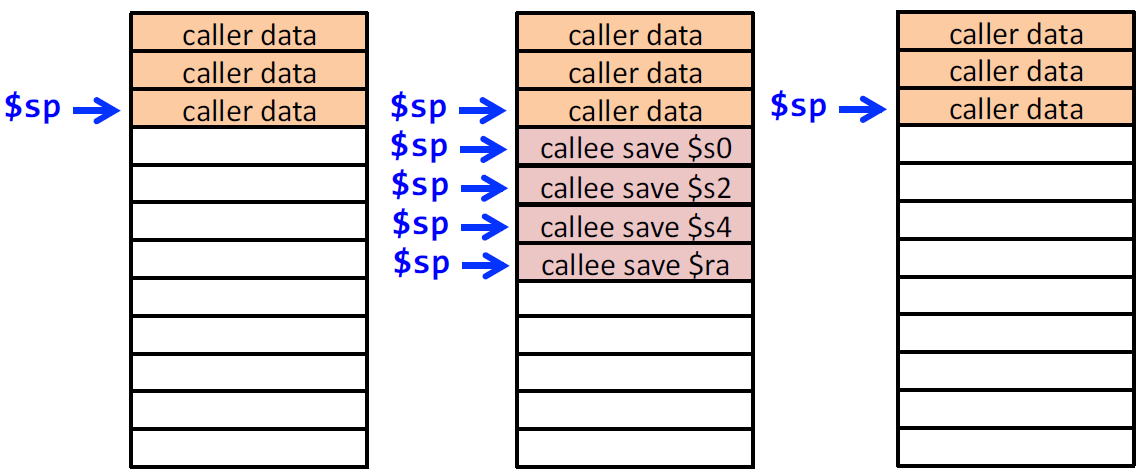 caller data
caller data
$sp caller data
caller data
caller data
$sp caller data
$sp callee save $s0
$sp callee save $s2
$sp callee save $s4
$sp callee save $ra
caller data
caller data
$sp caller data